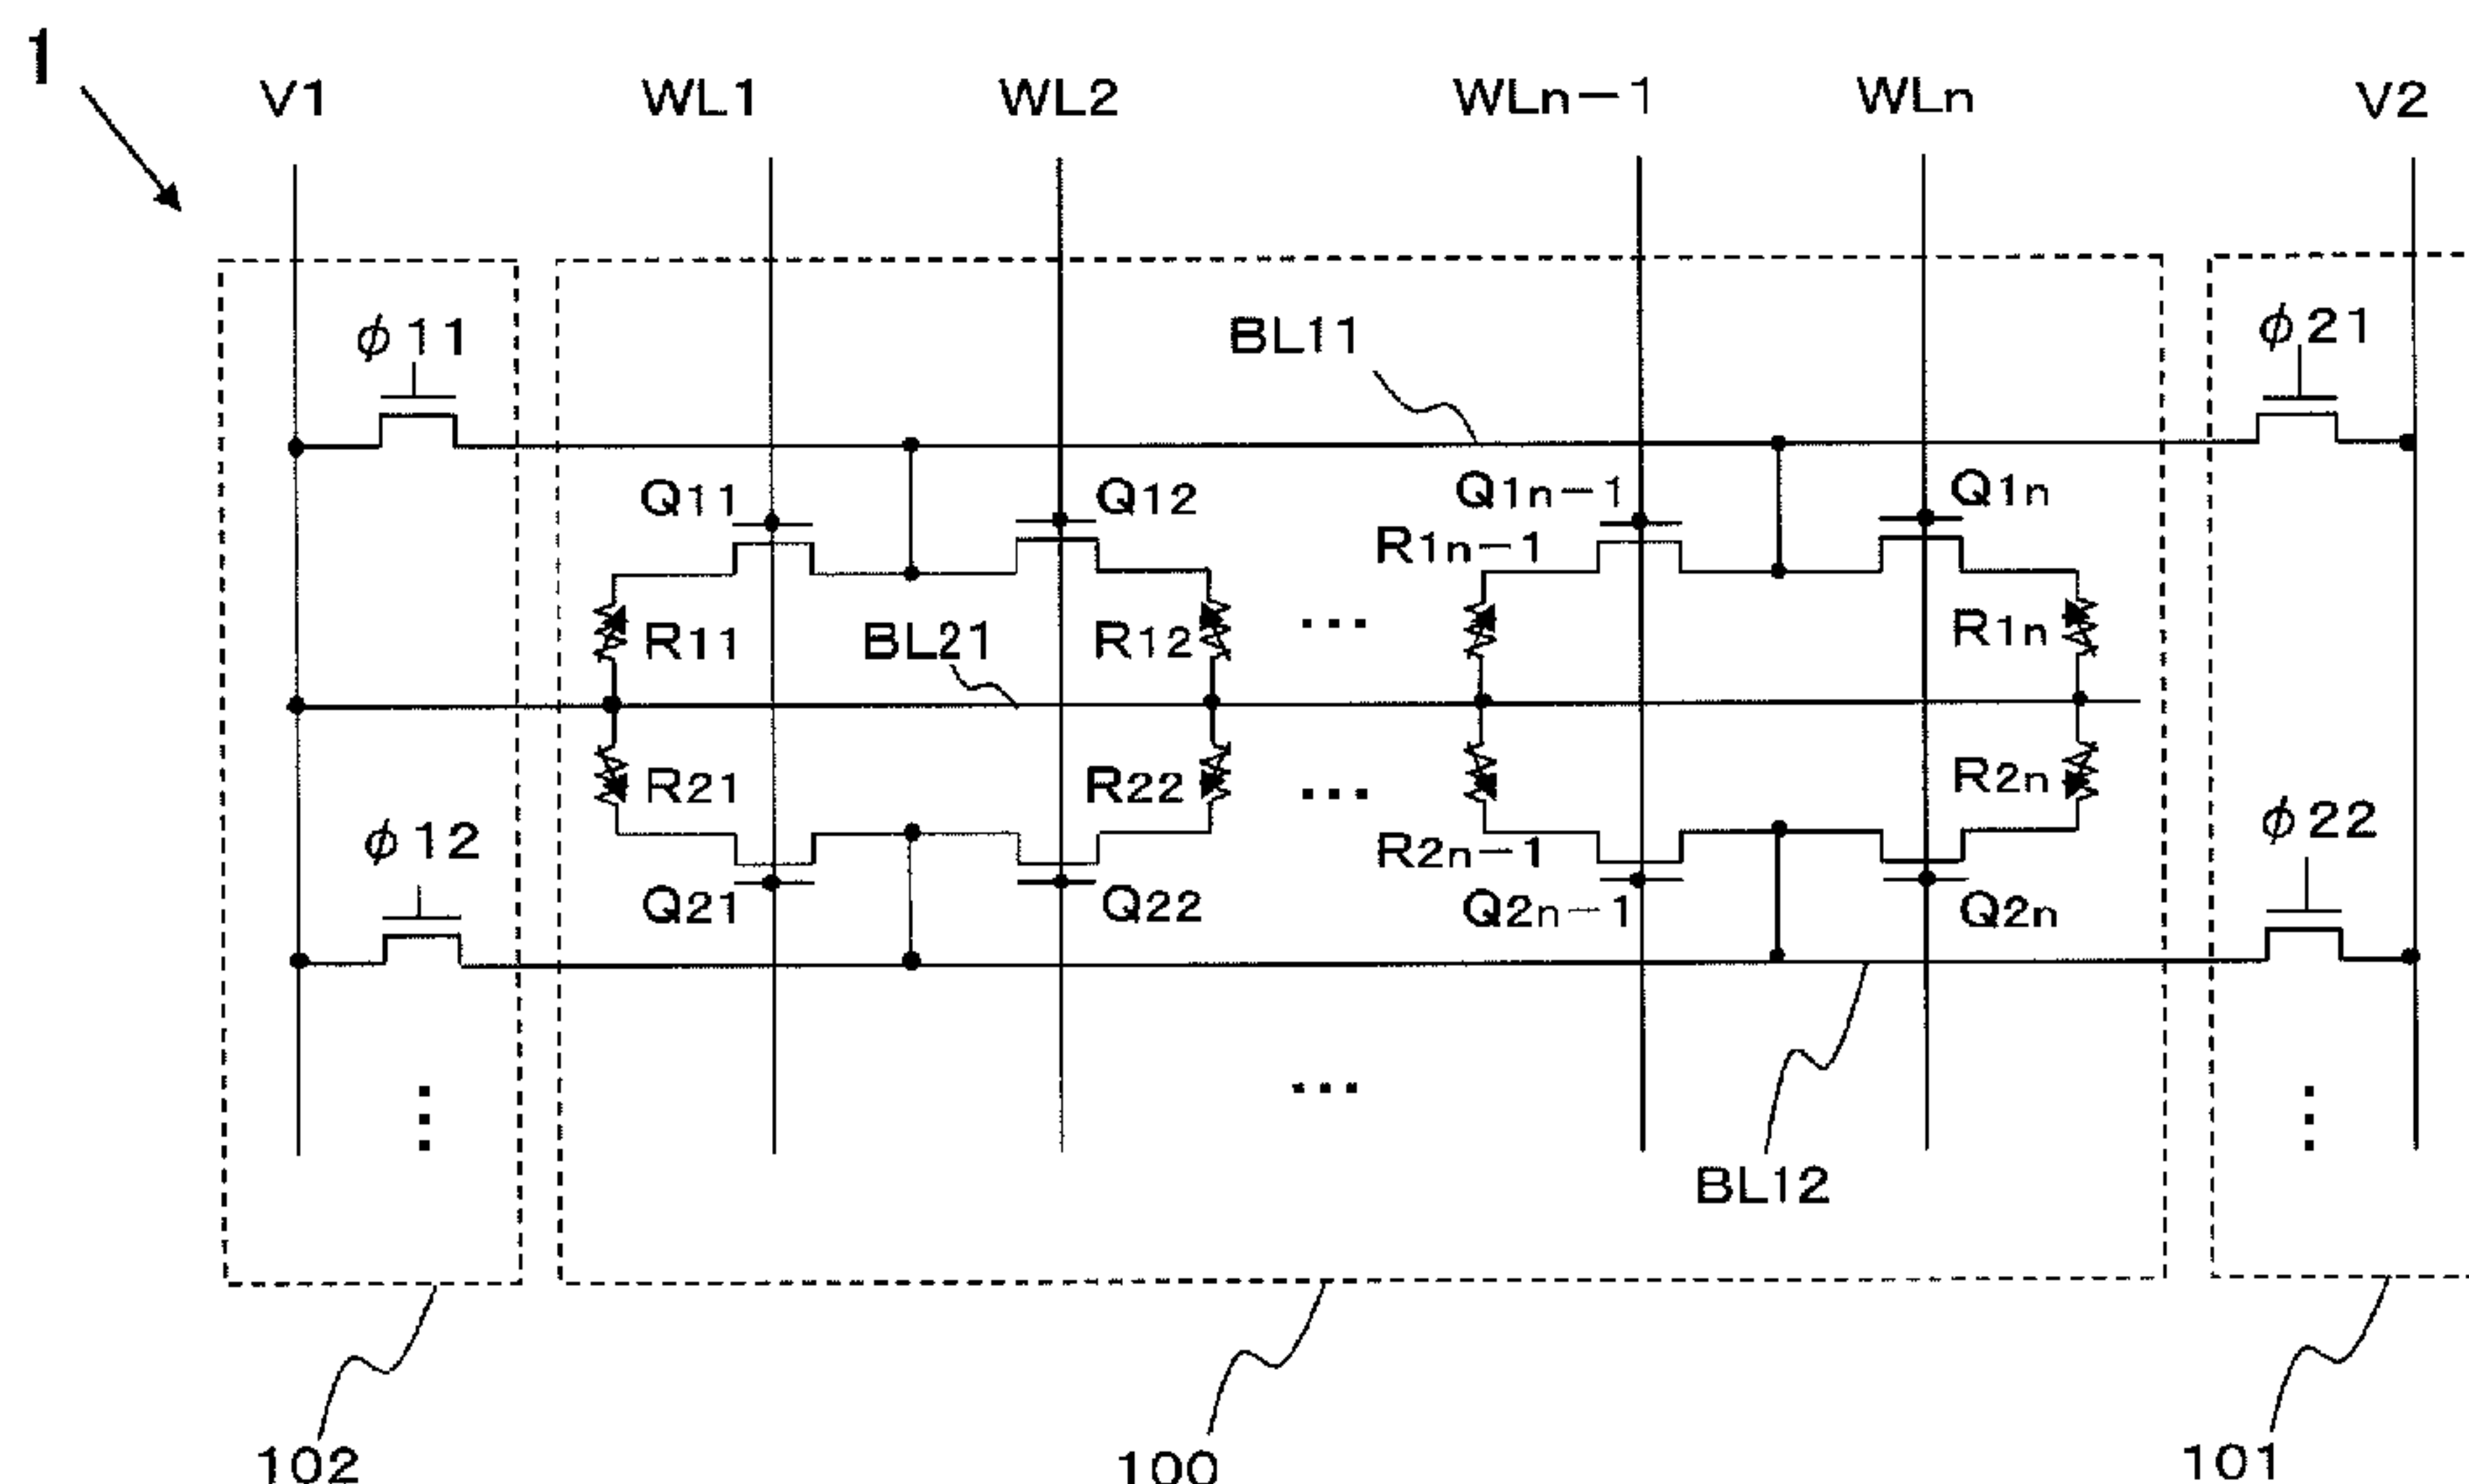 1
V1 WL1 WL2 WLn-1 WLn V2
ϕ11 BL11 ϕ21
Q11 Q12 Q1n-1 Q1n
R1n-1
R11 BL21 R12 ... R1n
R21 R22 ... R2n
ϕ12 R2n-1 ϕ22
Q21 Q22 Q2n-1 Q2n
...
BL12
102 100 101